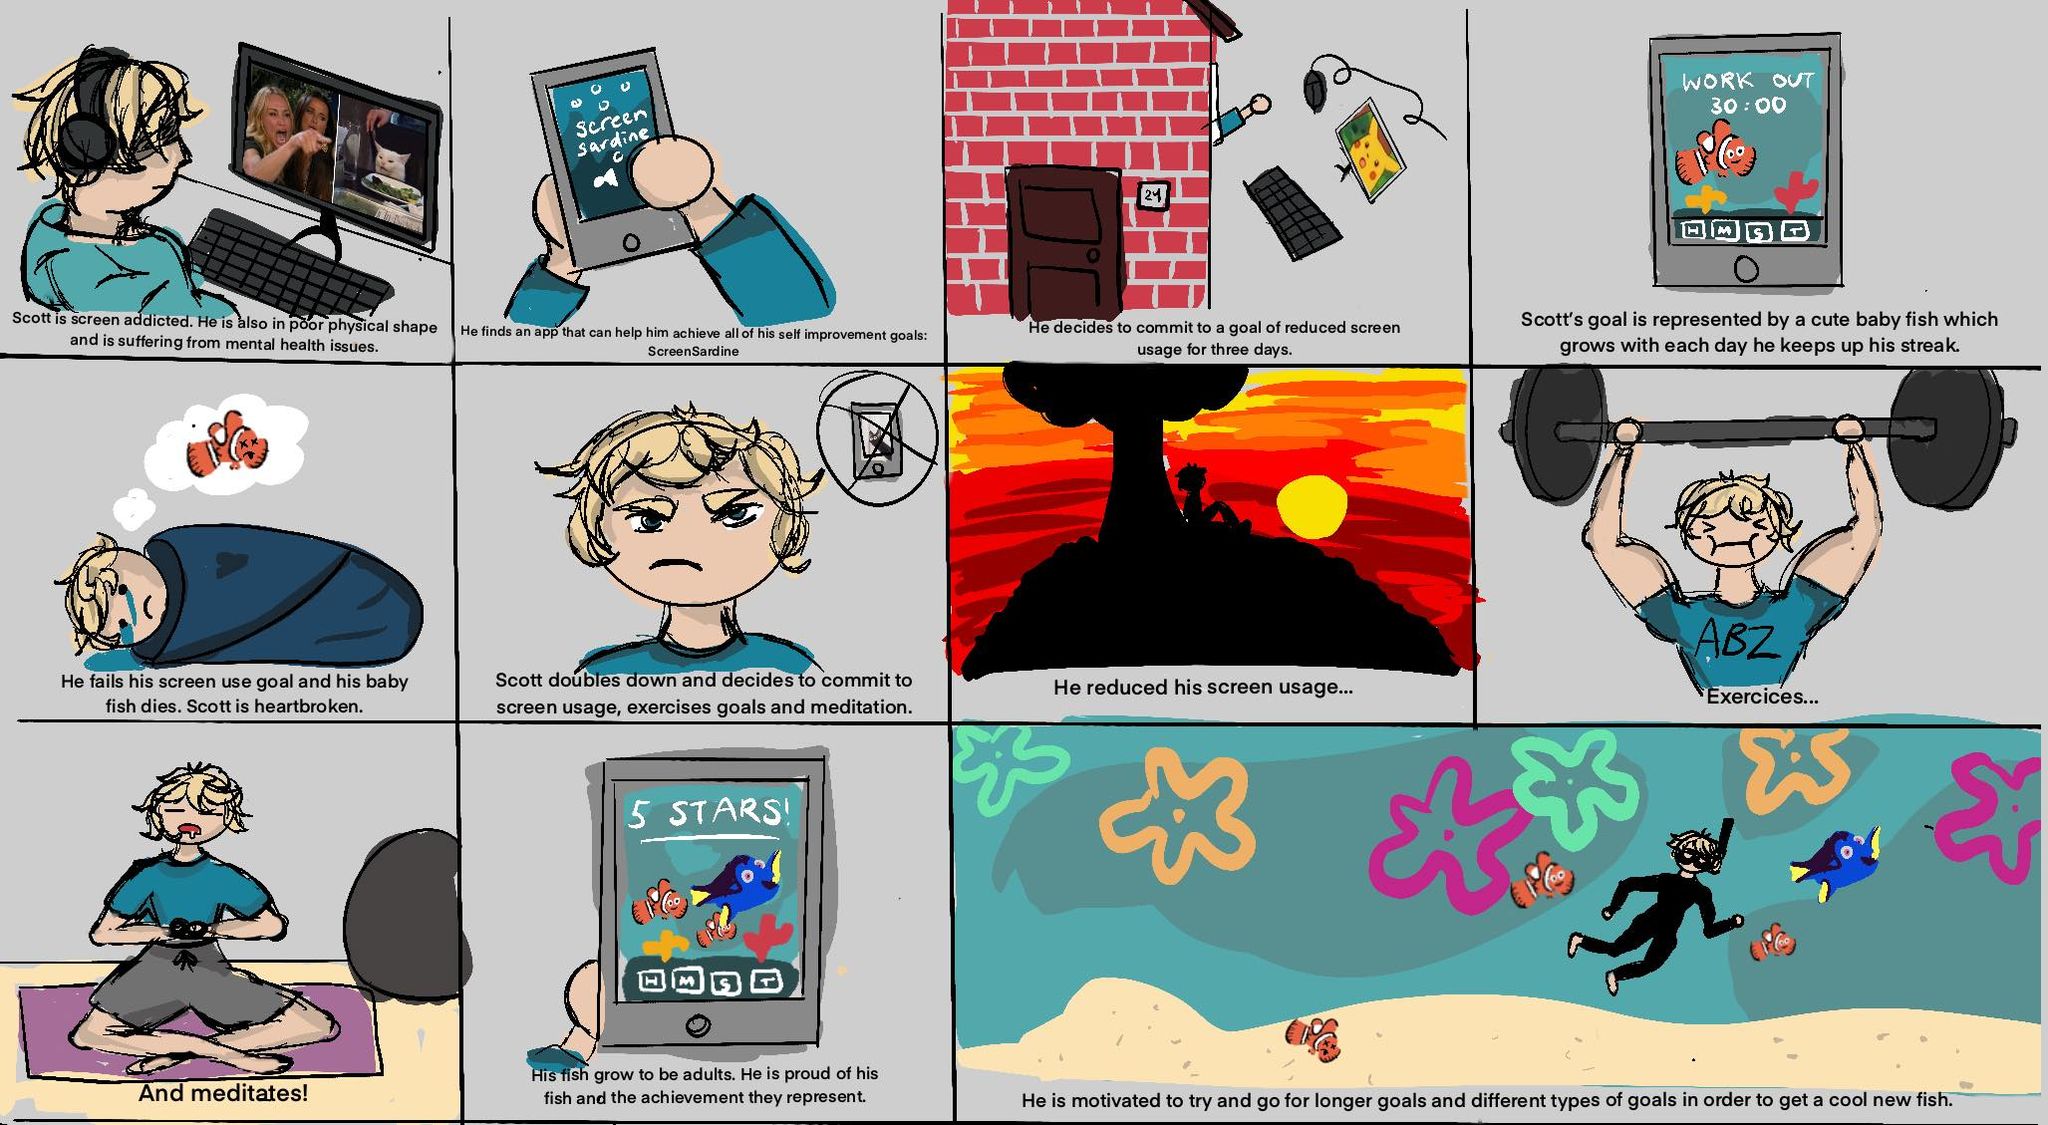 Scott is screen addicted. He is also in poor physical shape
and is suffering from mental health issues.
screen
sardine
He finds an app that can help him achieve all of his self improvement goals:
ScreenSardine
24
He decides to commit to a goal of reduced screen
usage for three days.
WORK OUT
30:00
H M S T
Scott's goal is represented by a cute baby fish which
grows with each day he keeps up his streak.
He fails his screen use goal and his baby
fish dies. Scott is heartbroken.
Scott doubles down and decides to commit to
screen usage, exercises goals and meditation.
He reduced his screen usage...
ABZ
Exercices...
And meditates!
5 STARS!
H M S T
His fish grow to be adults. He is proud of his
fish and the achievement they represent.
He is motivated to try and go for longer goals and different types of goals in order to get a cool new fish.